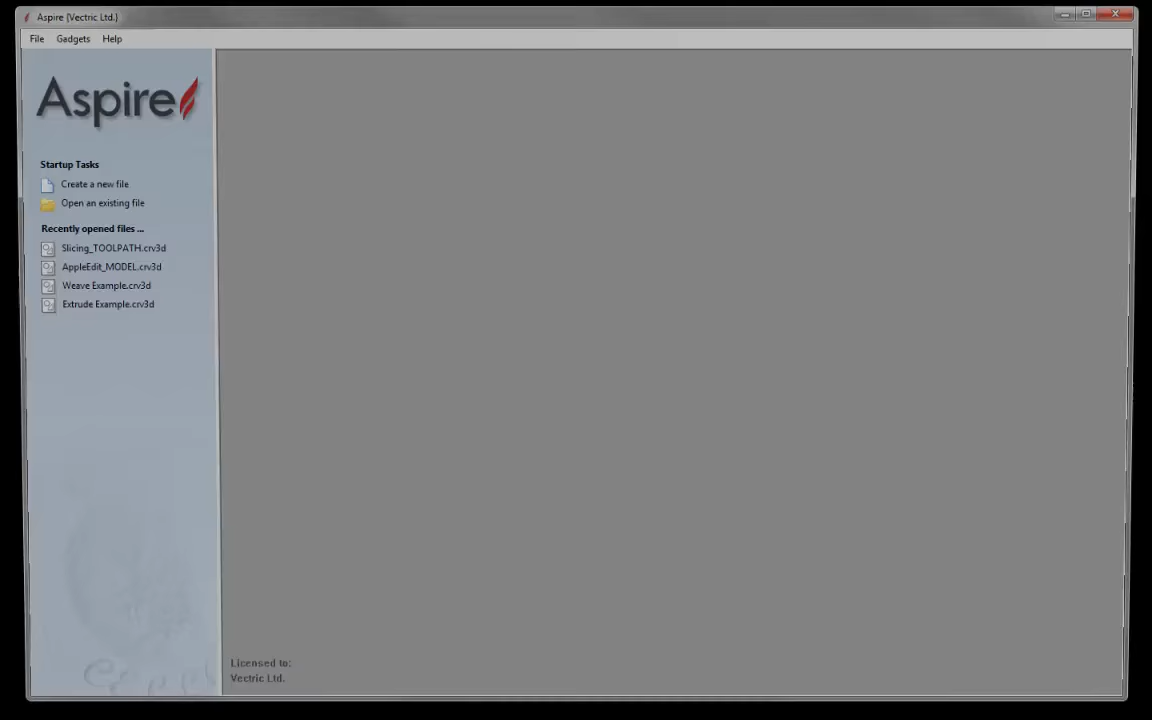 Aspire [Vectric Ltd.]
File Gadgets Help
Aspire
Startup Tasks
Create a new file
Open an existing file
Recently opened files ...
Slicing_TOOLPATH.crv3d
AppleEdit_MODEL.crv3d
Weave Example.crv3d
Extrude Example.crv3d
Licensed to:
Vectric Ltd.